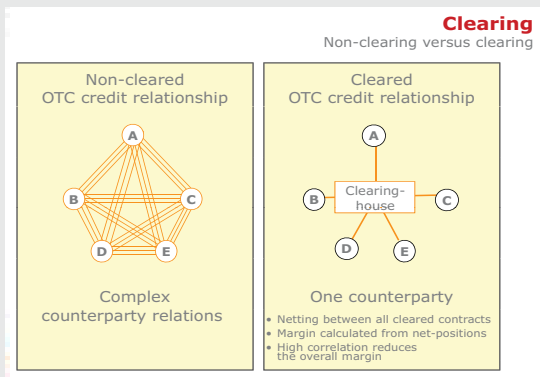 Clearing
Non-clearing versus clearing
Non-cleared
OTC credit relationship
A
B
C
D
E
Complex
counterparty relations
Cleared
OTC credit relationship
A
Clearing-
house
B
C
D
E
One counterparty
• Netting between all cleared contracts
• Margin calculated from net-positions
• High correlation reduces
the overall margin